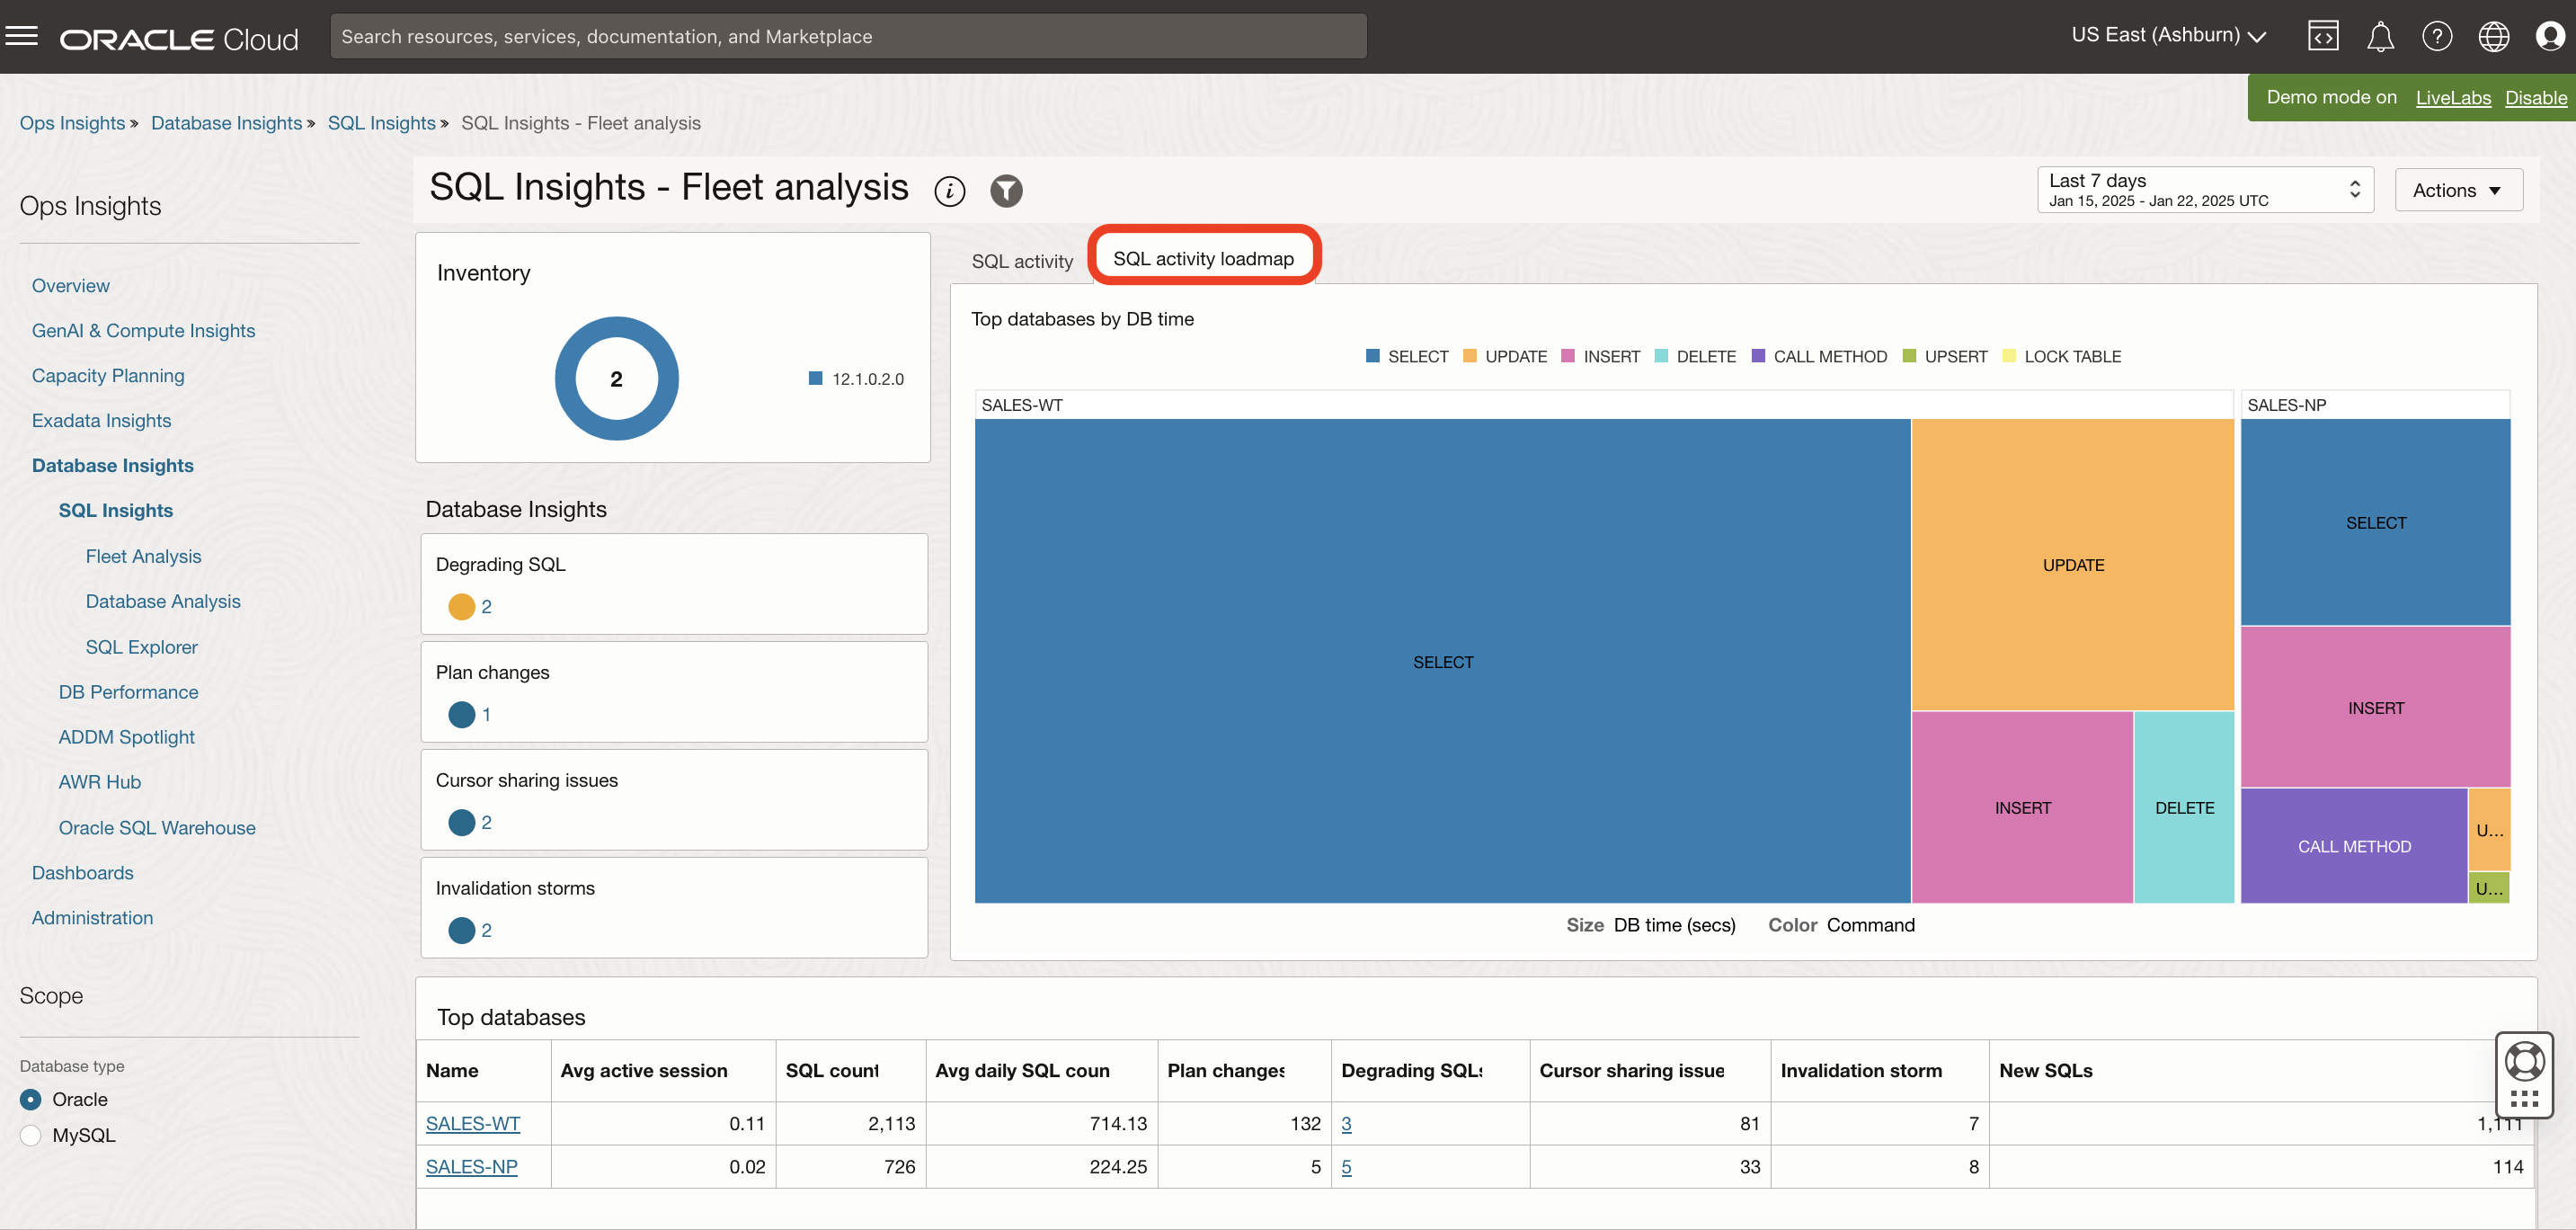 ORACLE Cloud
Search resources, services, documentation, and Marketplace
US East (Ashburn)
Demo mode on LiveLabs Disable
Ops Insights » Database Insights » SQL Insights » SQL Insights - Fleet analysis
Ops Insights
Overview
GenAI & Compute Insights
Capacity Planning
Exadata Insights
Database Insights
SQL Insights
Fleet Analysis
Database Analysis
SQL Explorer
DB Performance
ADDM Spotlight
AWR Hub
Oracle SQL Warehouse
Dashboards
Administration
Scope
Database type
Oracle
MySQL
SQL Insights - Fleet analysis
Last 7 days
Jan 15, 2025 - Jan 22, 2025 UTC
Actions
Inventory
2
12.1.0.2.0
Database Insights
Degrading SQL
2
Plan changes
1
Cursor sharing issues
2
Invalidation storms
2
SQL activity SQL activity loadmap
Top databases by DB time
SELECT UPDATE INSERT DELETE CALL METHOD UPSERT LOCK TABLE
SALES-WT
SELECT
UPDATE
INSERT
DELETE
SALES-NP
SELECT
INSERT
CALL METHOD
U...
U...
Size DB time (secs) Color Command
Top databases
Name Avg active session SQL count Avg daily SQL coun Plan changes Degrading SQLs Cursor sharing issue Invalidation storm New SQLs
SALES-WT 0.11 2,113 714.13 132 3 81 7 1,111
SALES-NP 0.02 726 224.25 5 5 33 8 114